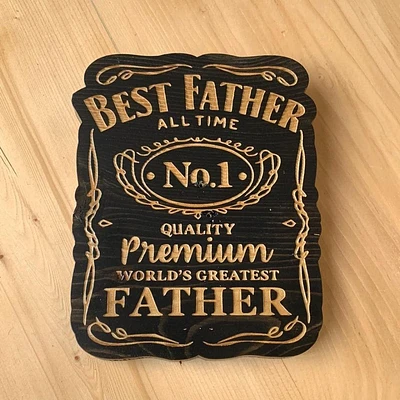 BEST FATHER
ALL TIME
No.1
QUALITY
Premium
WORLD'S GREATEST
FATHER